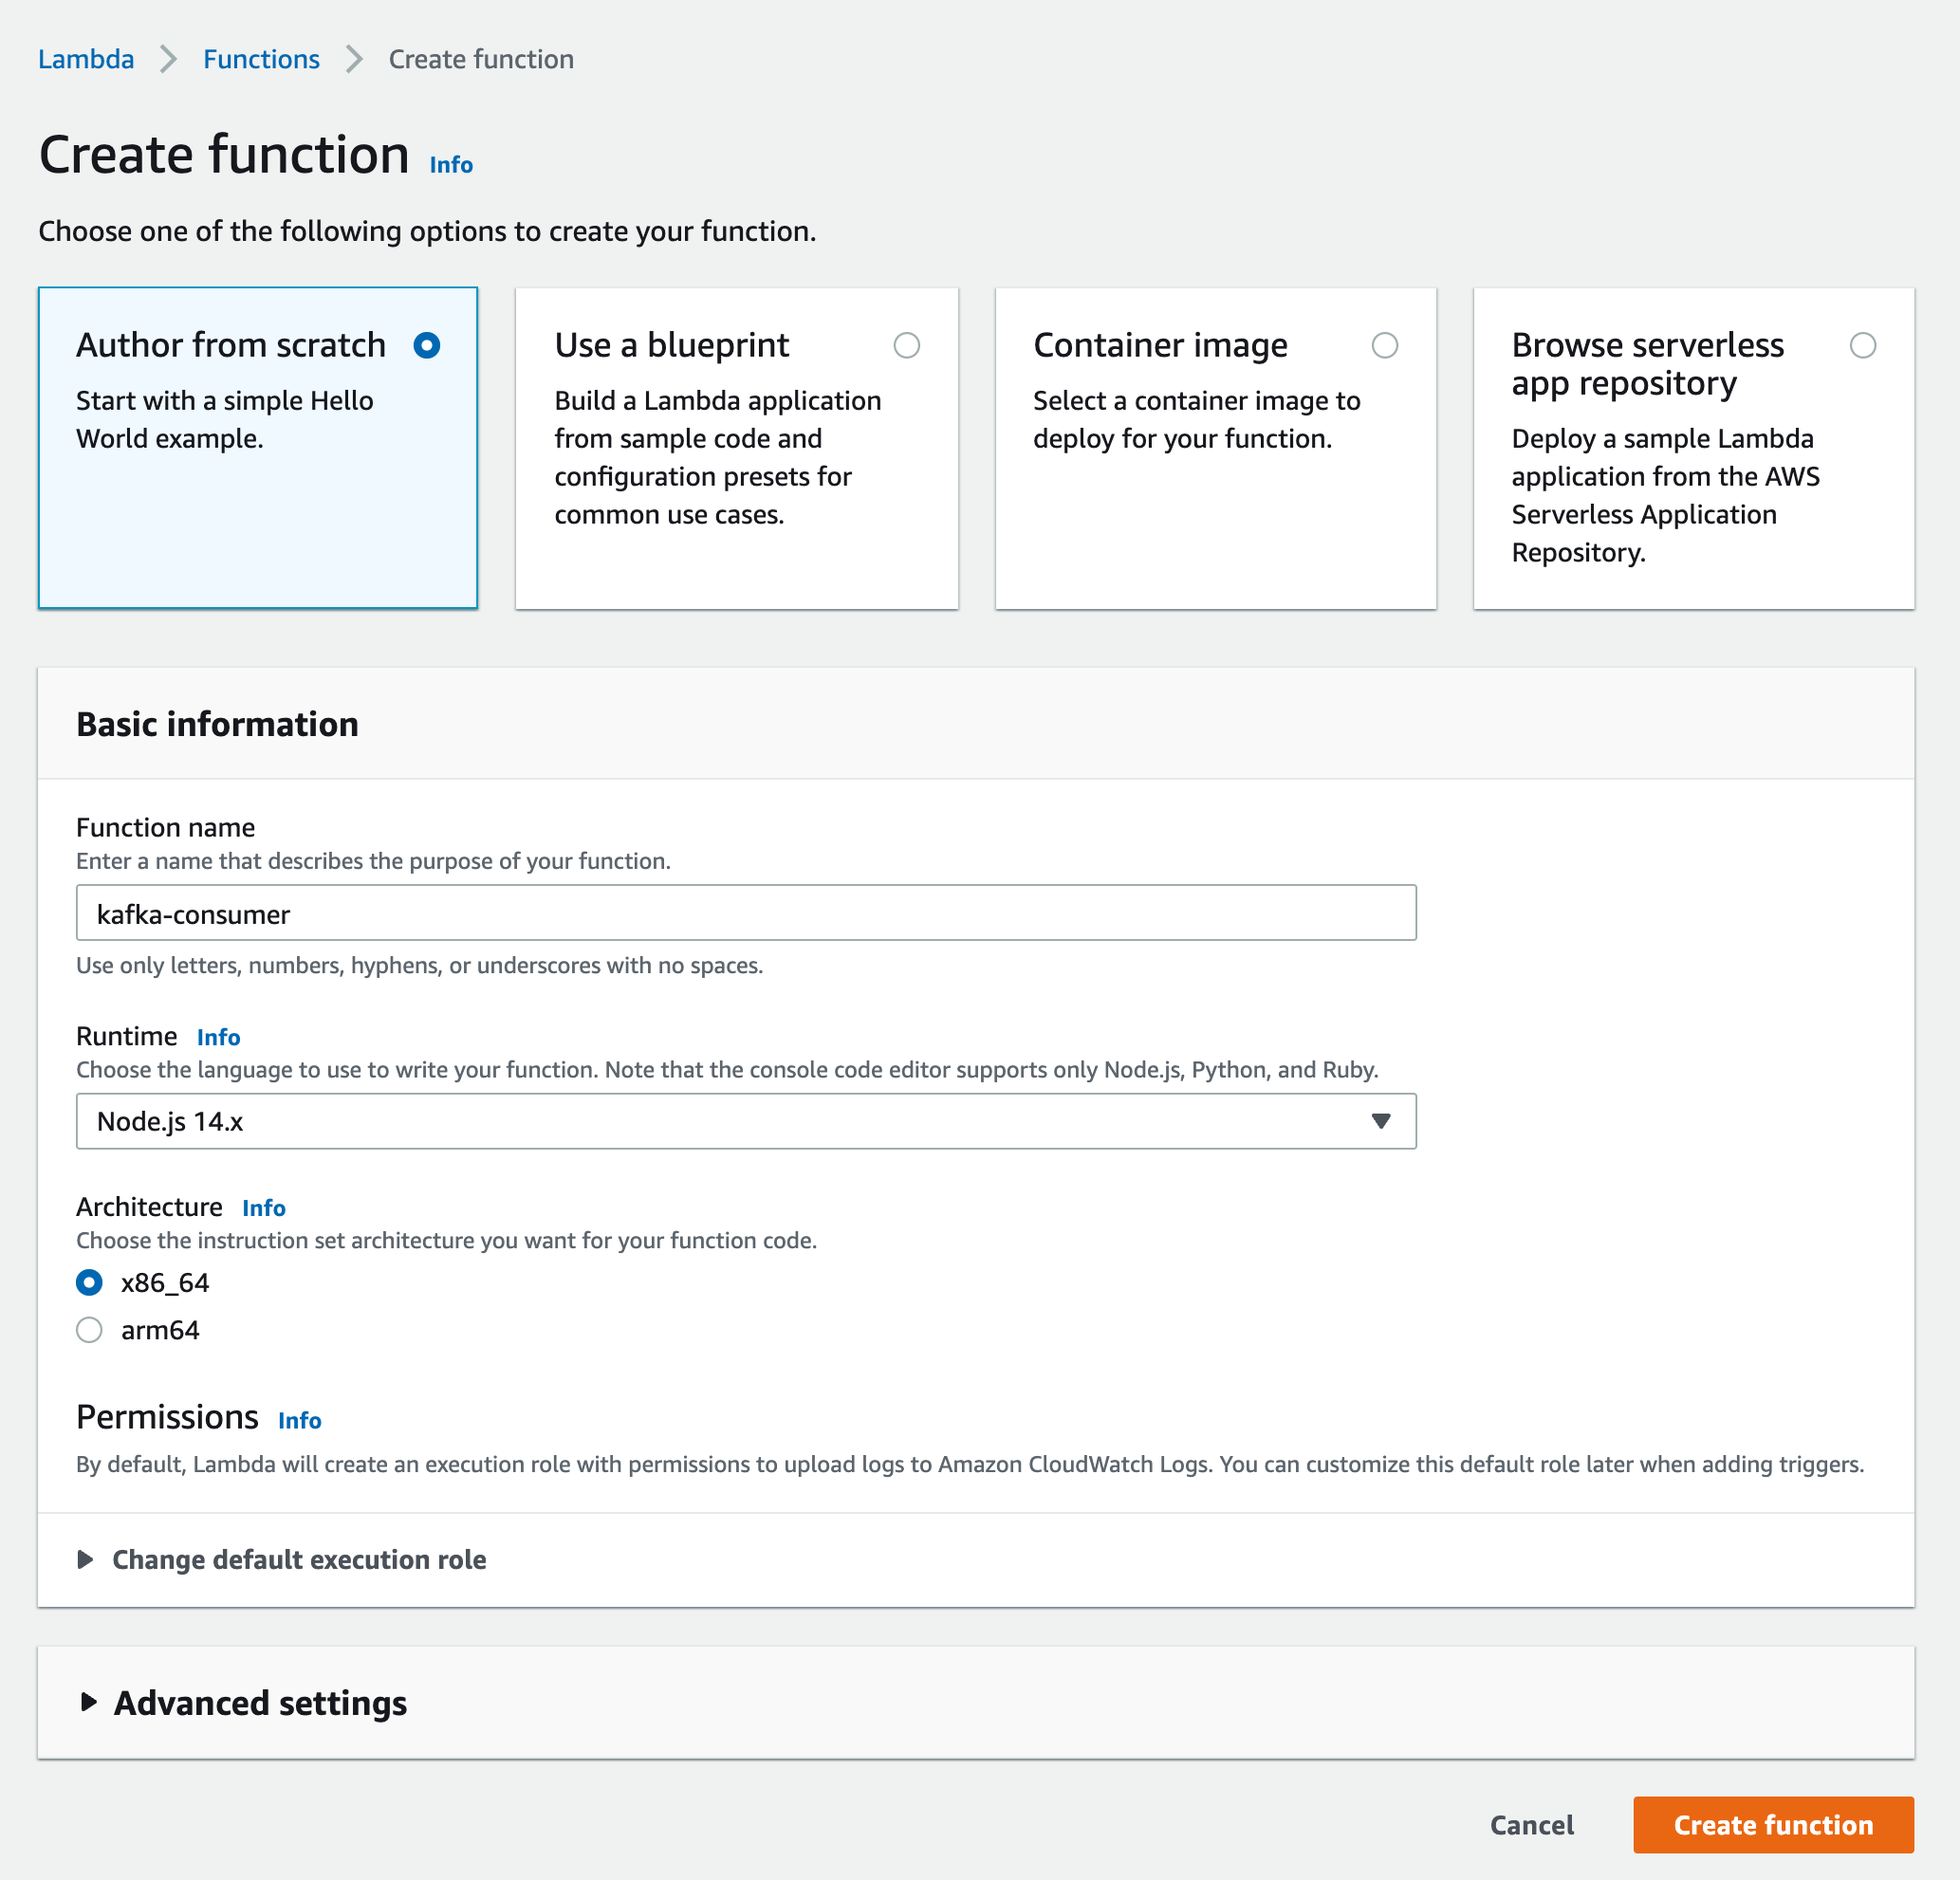 Lambda > Functions > Create function
Create function Info
Choose one of the following options to create your function.
Author from scratch
Start with a simple Hello
World example.
Use a blueprint
Build a Lambda application
from sample code and
configuration presets for
common use cases.
Container image
Select a container image to
deploy for your function.
Browse serverless
app repository
Deploy a sample Lambda
application from the AWS
Serverless Application
Repository.
Basic information
Function name
Enter a name that describes the purpose of your function.
kafka-consumer
Use only letters, numbers, hyphens, or underscores with no spaces.
Runtime Info
Choose the language to use to write your function. Note that the console code editor supports only Node.js, Python, and Ruby.
Node.js 14.x
Architecture Info
Choose the instruction set architecture you want for your function code.
x86_64
arm64
Permissions Info
By default, Lambda will create an execution role with permissions to upload logs to Amazon CloudWatch Logs. You can customize this default role later when adding triggers.
Change default execution role
Advanced settings
Cancel
Create function